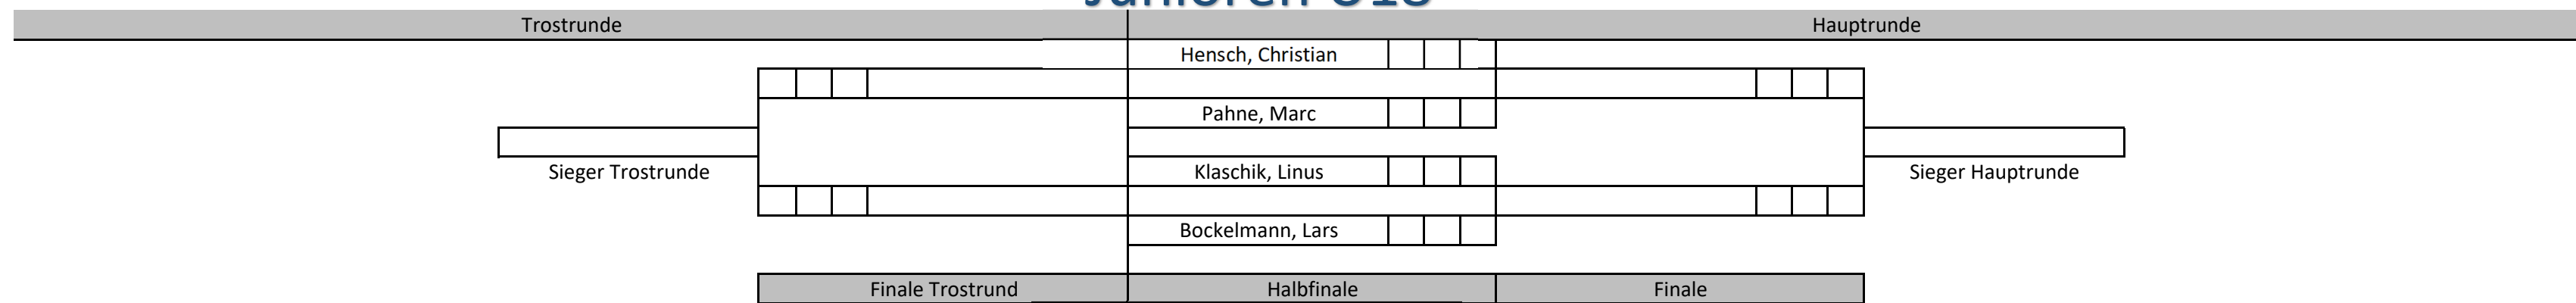 Trostrunde Hauptrunde
Hensch, Christian
Pahne, Marc
Klaschik, Linus
Sieger Trostrunde Sieger Hauptrunde
Bockelmann, Lars
Finale Trostrund Halbfinale Finale